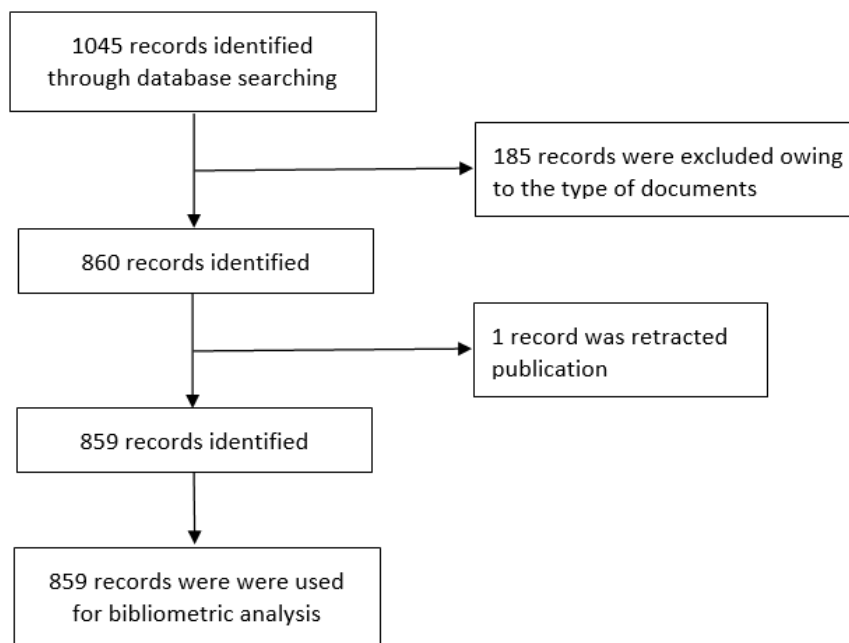 1045 records identified
through database searching
185 records were excluded owing
to the type of documents
860 records identified
1 record was retracted
publication
859 records identified
859 records were were used
for bibliometric analysis